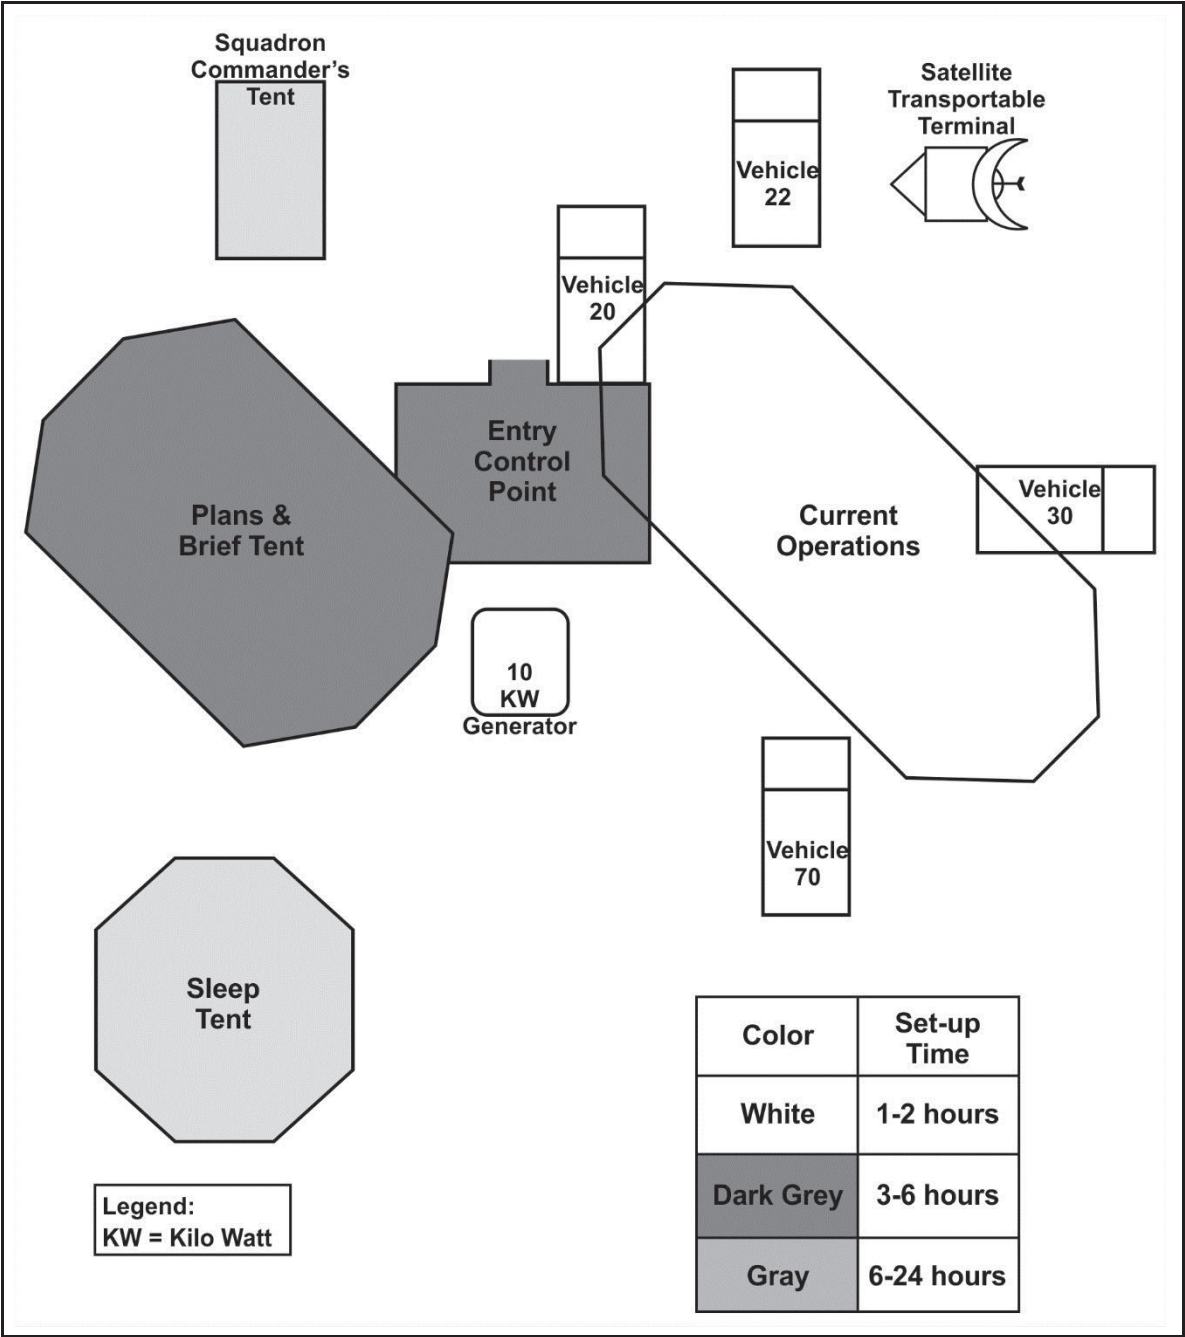 Squadron
Commander's
Tent
Satellite
Transportable
Terminal
Vehicle
22
Vehicle
20
Entry
Control
Point
Plans &
Brief Tent
Current
Operations
Vehicle
30
10
KW
Generator
Vehicle
70
Sleep
Tent
Color
Set-up
Time
White
1-2 hours
Dark Grey
3-6 hours
Gray
6-24 hours
Legend:
KW = Kilo Watt